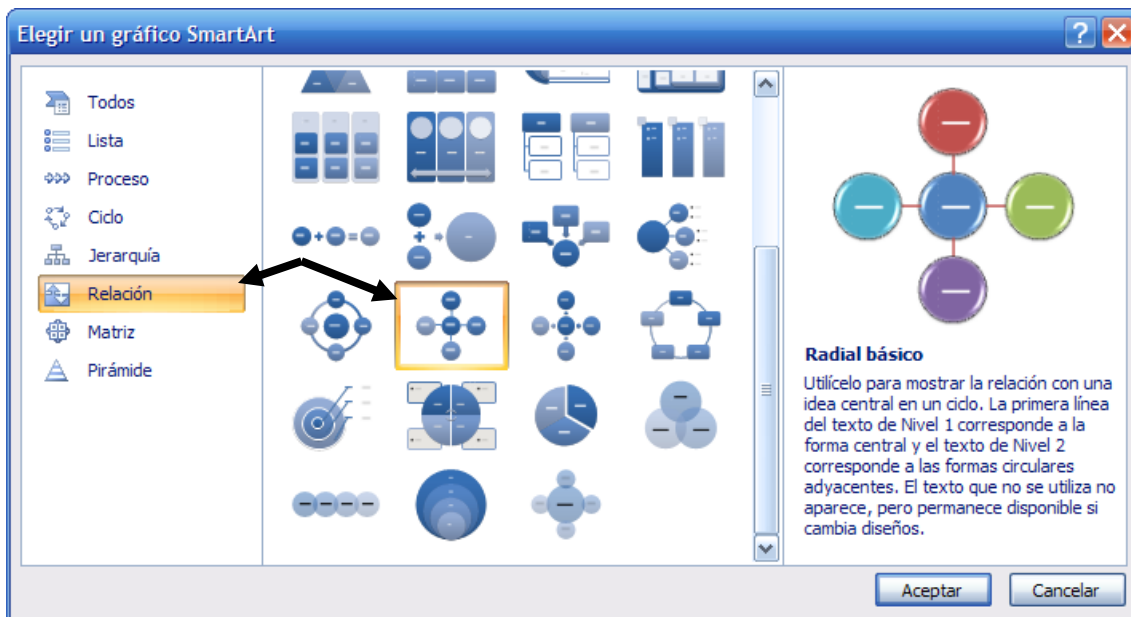 Elegir un gráfico SmartArt
Todos
Lista
Proceso
Ciclo
Jerarquía
Relación
Matriz
Pirámide
Radial básico
Utilícelo para mostrar la relación con una
idea central en un ciclo. La primera línea
del texto de Nivel 1 corresponde a la
forma central y el texto de Nivel 2
corresponde a las formas circulares
adyacentes. El texto que no se utiliza no
aparece, pero permanece disponible si
cambia diseños.
Aceptar
Cancelar